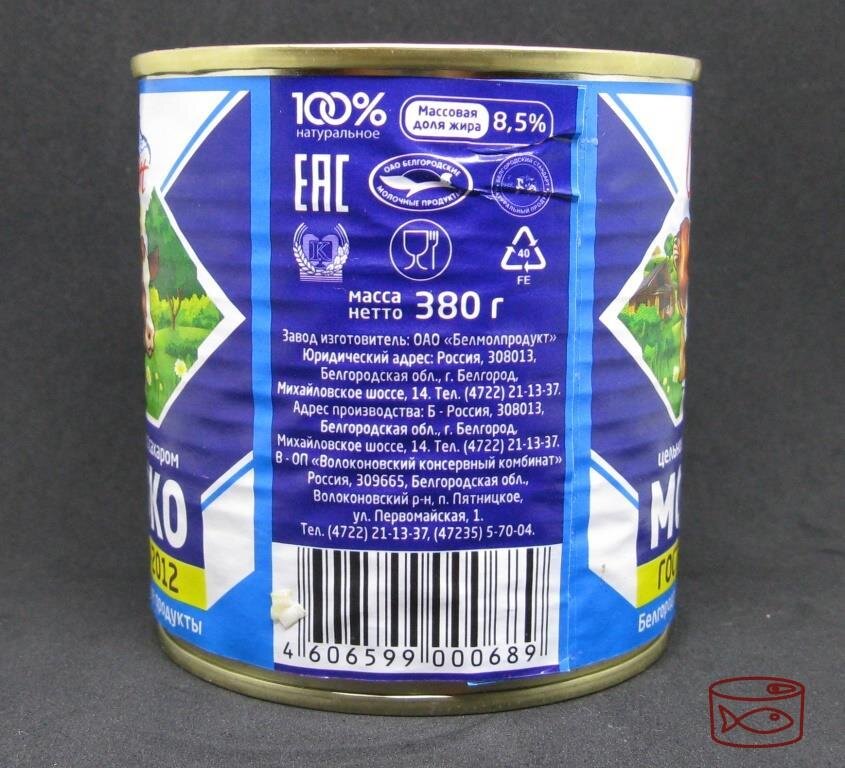 100%
натуральное
Массовая
доля жира
8,5%
EAC
ОАО БЕЛГОРОДСКИЕ
МОЛОЧНЫЕ ПРОДУКТЫ
БЕЛГОРОДСКИЙ СТАНДАРТ
К
40
FE
масса
нетто 380 г
Завод изготовитель: ОАО «Белмолпродукт»
Юридический адрес: Россия, 308013,
Белгородская обл., г. Белгород,
Михайловское шоссе, 14. Тел. (4722) 21-13-37.
Адрес производства: Б - Россия, 308013,
Белгородская обл., г. Белгород,
Михайловское шоссе, 14. Тел. (4722) 21-13-37.
В - ОП «Волоконовский консервный комбинат»
Россия, 309665, Белгородская обл.,
Волоконовский р-н, п. Пятницкое,
ул. Первомайская, 1.
Тел. (4722) 21-13-37, (47235) 5-70-04.
4 606599 000689
сахаром
КО
2012
продукты
цельн
МО
ГОС
Белгоро